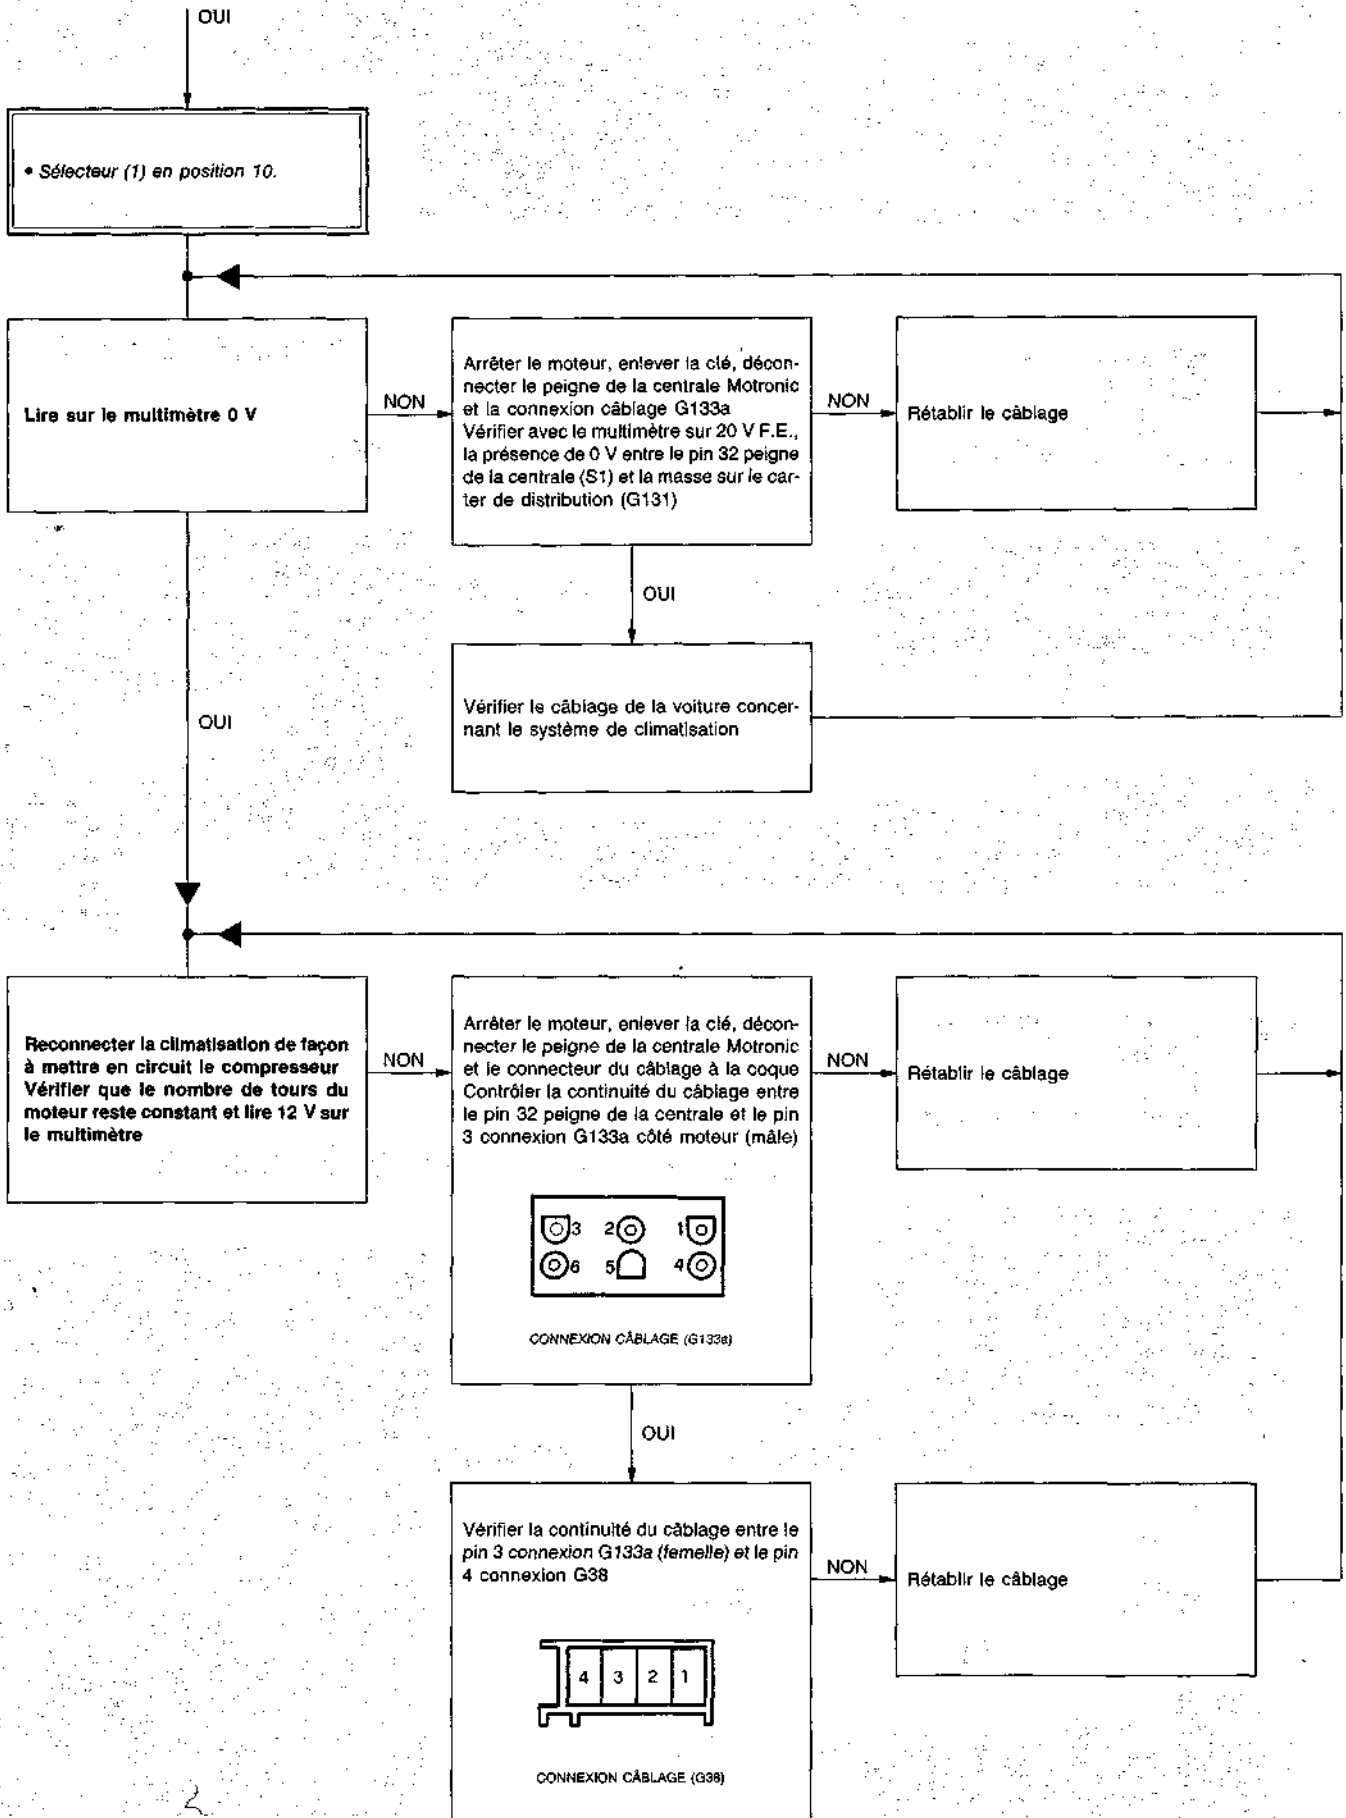 OUI
• Sélecteur (1) en position 10.
Lire sur le multimètre 0 V
NON
Arrêter le moteur, enlever la clé, décon-
necter le peigne de la centrale Motronic
et la connexion câblage G133a
Vérifier avec le multimètre sur 20 V F.E.,
la présence de 0 V entre le pin 32 peigne
de la centrale (S1) et la masse sur le car-
ter de distribution (G131)
NON
Rétablir le câblage
OUI
Vérifier le câblage de la voiture concer-
nant le système de climatisation
OUI
Reconnecter la climatisation de façon
à mettre en circuit le compresseur
Vérifier que le nombre de tours du
moteur reste constant et lire 12 V sur
le multimètre
NON
Arrêter le moteur, enlever la clé, décon-
necter le peigne de la centrale Motronic
et le connecteur du câblage à la coque
Contrôler la continuité du câblage entre
le pin 32 peigne de la centrale et le pin
3 connexion G133a côté moteur (mâle)
3 2 1
6 5 4
CONNEXION CÂBLAGE (G133a)
NON
Rétablir le câblage
OUI
Vérifier la continuité du câblage entre le
pin 3 connexion G133a (femelle) et le pin
4 connexion G38
4 3 2 1
CONNEXION CÂBLAGE (G38)
NON
Rétablir le câblage